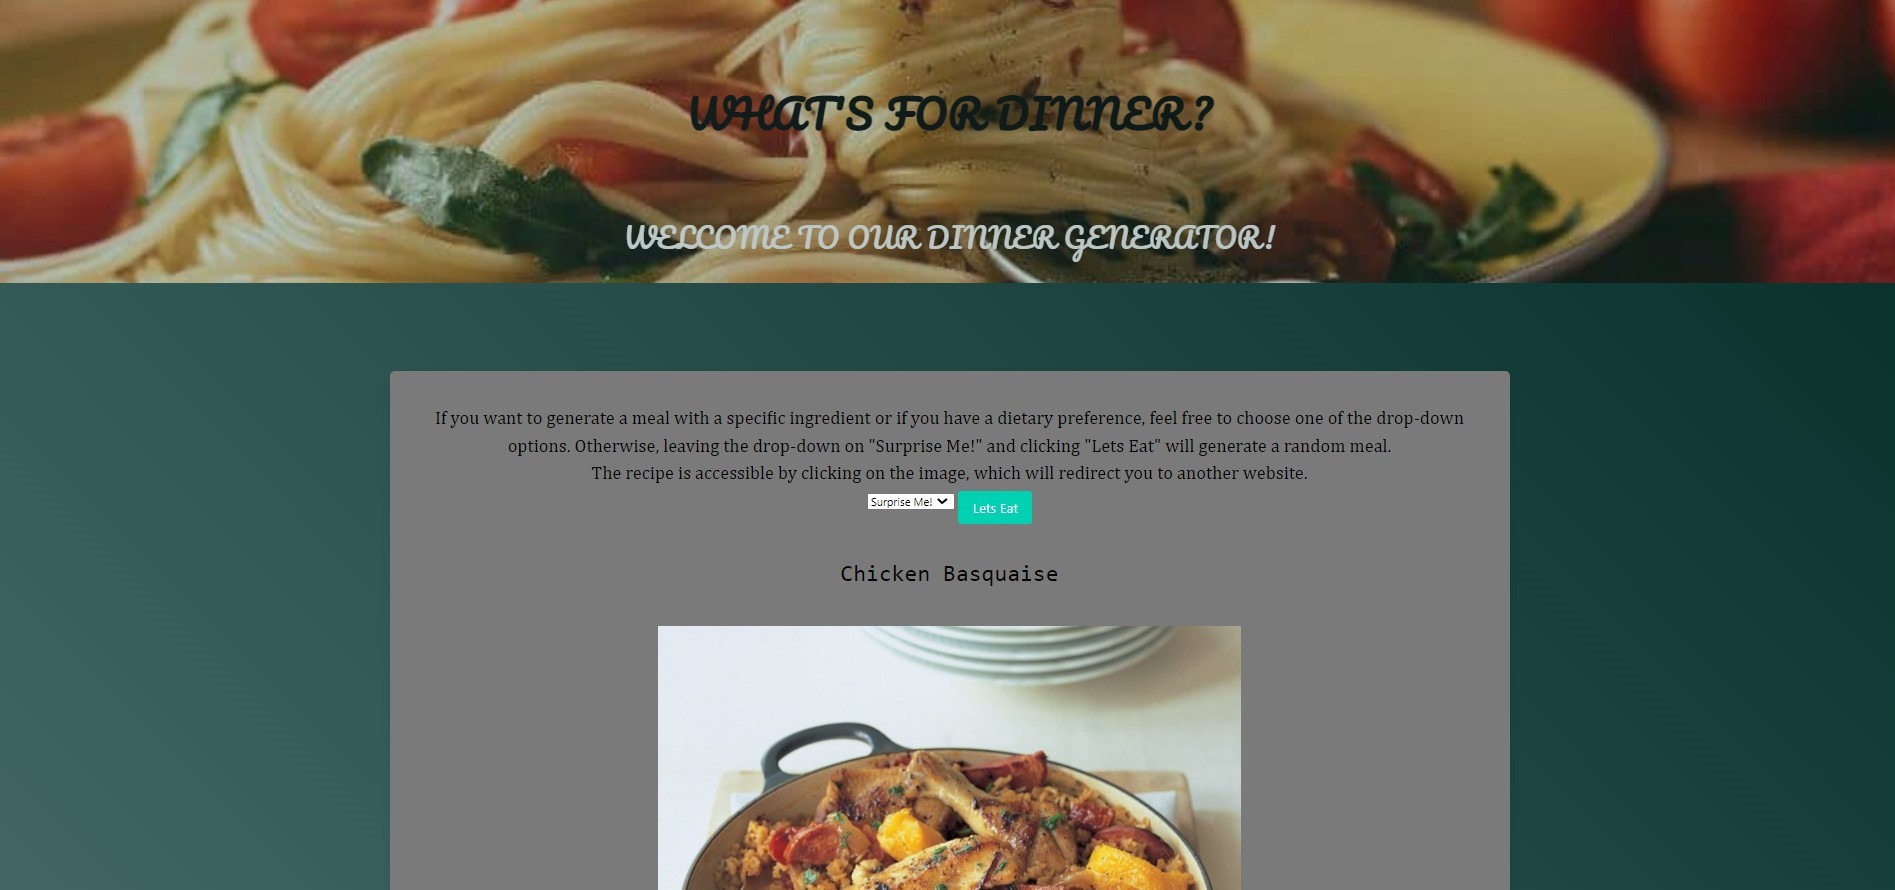 WHAT'S FOR DINNER?
WELCOME TO OUR DINNER GENERATOR!
If you want to generate a meal with a specific ingredient or if you have a dietary preference, feel free to choose one of the drop-down
options. Otherwise, leaving the drop-down on "Surprise Me!" and clicking "Lets Eat" will generate a random meal.
The recipe is accessible by clicking on the image, which will redirect you to another website.
Surprise Me! Lets Eat
Chicken Basquaise